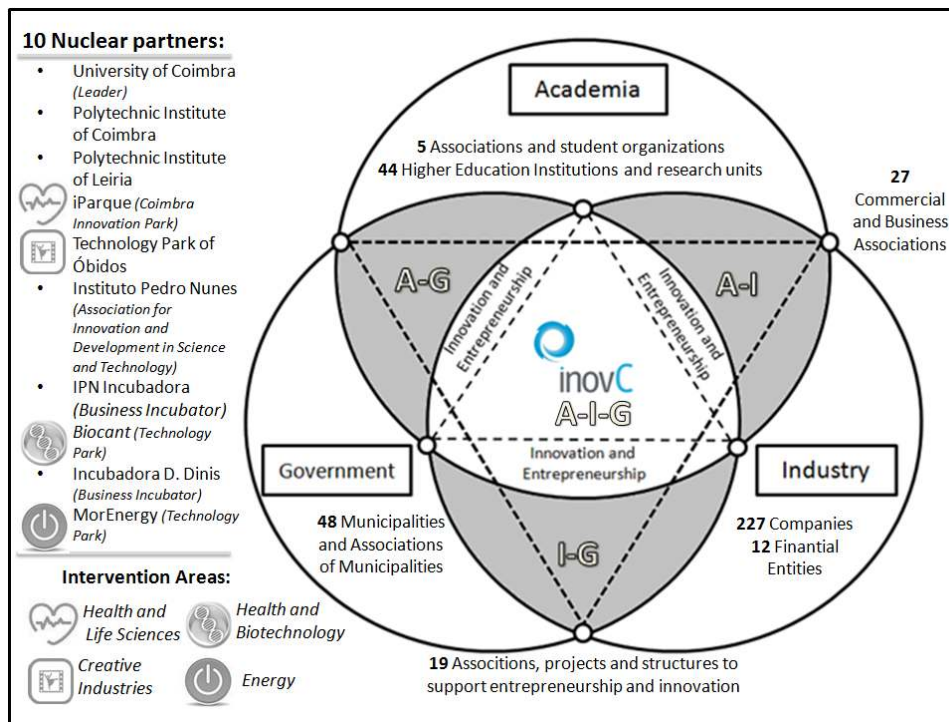 10 Nuclear partners:
• University of Coimbra
(Leader)
• Polytechnic Institute
of Coimbra
• Polytechnic Institute
of Leiria
iParque (Coimbra
Innovation Park)
Technology Park of
Óbidos
• Instituto Pedro Nunes
(Association for
Innovation and
Development in Science
and Technology)
• IPN Incubadora
(Business Incubator)
Biocant (Technology
Park)
• Incubadora D. Dinis
(Business Incubator)
MorEnergy (Technology
Park)
Intervention Areas:
Health and
Life Sciences
Health and
Biotechnology
Creative
Industries
Energy
Academia
5 Associations and student organizations
44 Higher Education Institutions and research units
27
Commercial
and Business
Associations
A-G
A-I
Innovation and
Entrepreneurship
Innovation and
Entrepreneurship
inovC
A-I-G
Innovation and
Entrepreneurship
Government
Industry
48 Municipalities
and Associations
of Municipalities
227 Companies
12 Finantial
Entities
I-G
19 Associtions, projects and structures to
support entrepreneurship and innovation